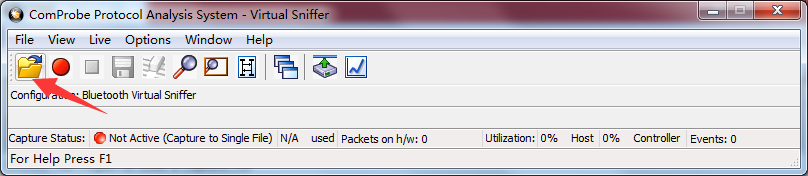 ComProbe Protocol Analysis System - Virtual Sniffer
File View Live Options Window Help
Configuration: Bluetooth Virtual Sniffer
Capture Status: Not Active (Capture to Single File) N/A used Packets on h/w: 0 Utilization: 0% Host 0% Controller Events: 0
For Help Press F1